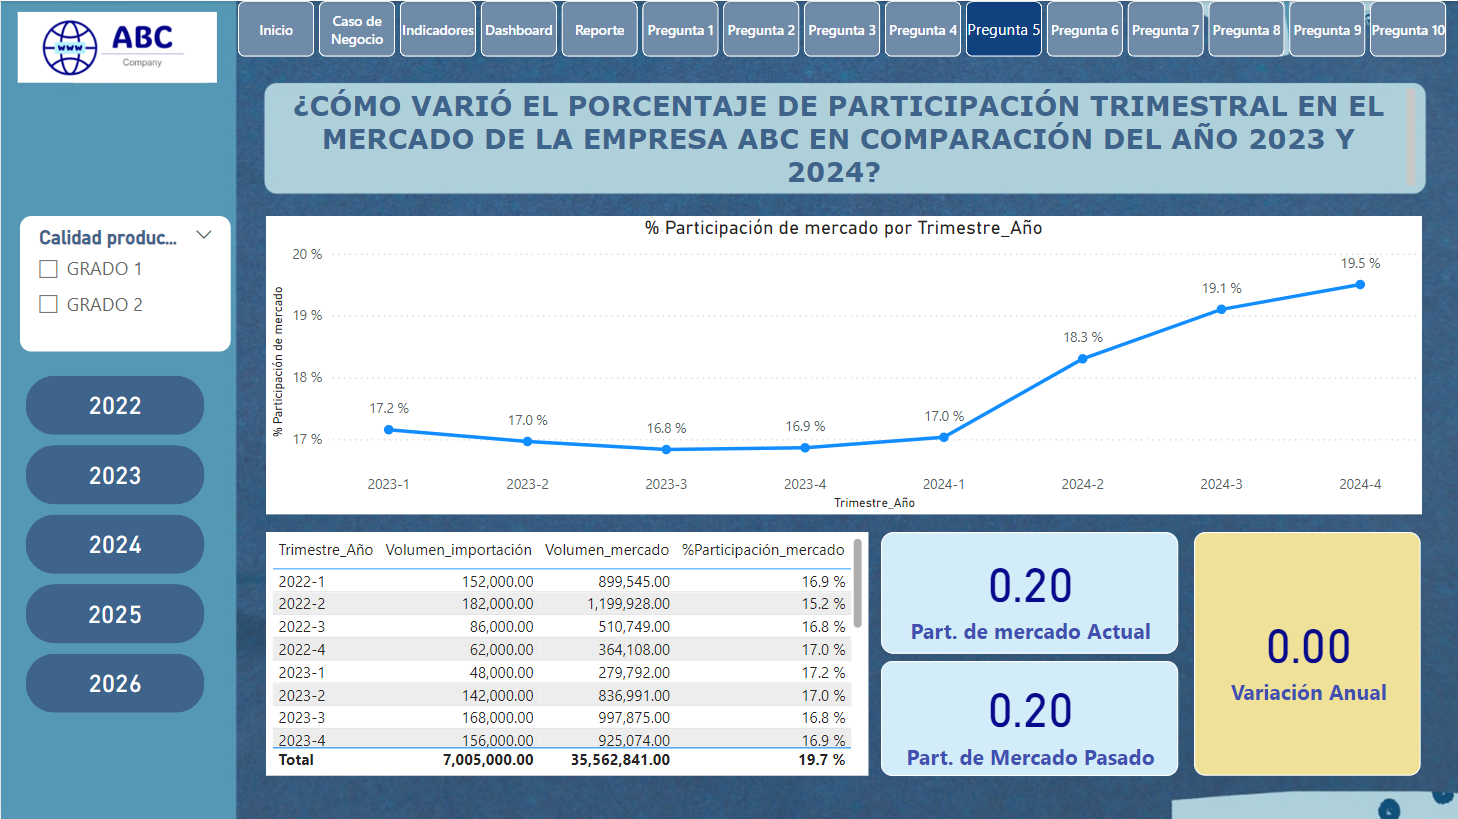 ABC
Company
WWW
Inicio
Caso de
Negocio
Indicadores
Dashboard
Reporte
Pregunta 1
Pregunta 2
Pregunta 3
Pregunta 4
Pregunta 5
Pregunta 6
Pregunta 7
Pregunta 8
Pregunta 9
Pregunta 10
¿CÓMO VARIÓ EL PORCENTAJE DE PARTICIPACIÓN TRIMESTRAL EN EL
MERCADO DE LA EMPRESA ABC EN COMPARACIÓN DEL AÑO 2023 Y
2024?
Calidad produc...
GRADO 1
GRADO 2
2022
2023
2024
2025
2026
% Participación de mercado por Trimestre_Año
% Participación de mercado
20 %
19 %
18 %
17 %
17.2 %
17.0 %
16.8 %
16.9 %
17.0 %
18.3 %
19.1 %
19.5 %
2023-1 2023-2 2023-3 2023-4 2024-1 2024-2 2024-3 2024-4
Trimestre_Año
Trimestre_Año Volumen_importación Volumen_mercado %Participación_mercado
2022-1 152,000.00 899,545.00 16.9 %
2022-2 182,000.00 1,199,928.00 15.2 %
2022-3 86,000.00 510,749.00 16.8 %
2022-4 62,000.00 364,108.00 17.0 %
2023-1 48,000.00 279,792.00 17.2 %
2023-2 142,000.00 836,991.00 17.0 %
2023-3 168,000.00 997,875.00 16.8 %
2023-4 156,000.00 925,074.00 16.9 %
Total 7,005,000.00 35,562,841.00 19.7 %
0.20
Part. de mercado Actual
0.20
Part. de Mercado Pasado
0.00
Variación Anual